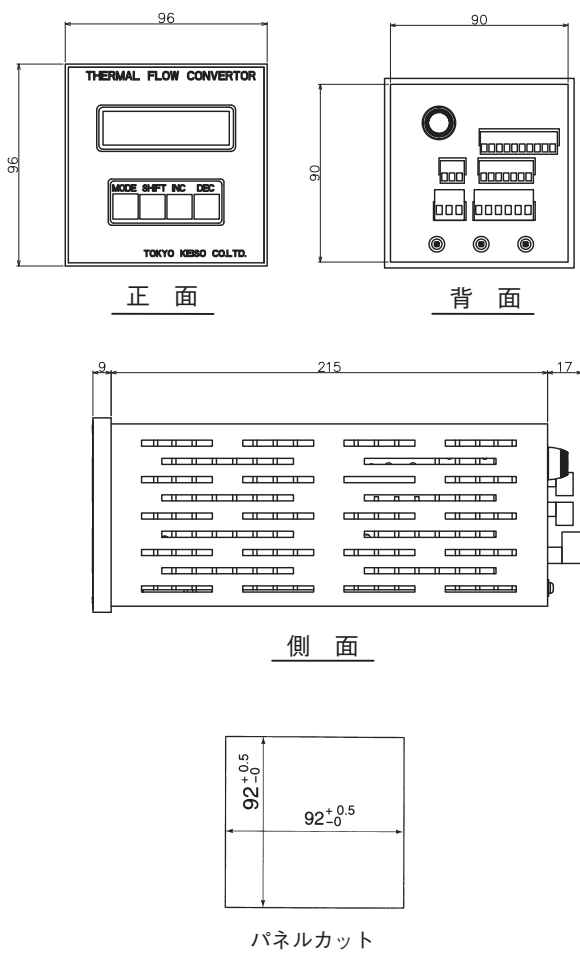 96
96
THERMAL FLOW CONVERTOR
MODE SHIFT INC DEC
TOKYO KEISO CO.LTD.
正 面
90
90
背 面
9 215 17
側 面
92 +0.5 -0
92 +0.5 -0
パネルカット